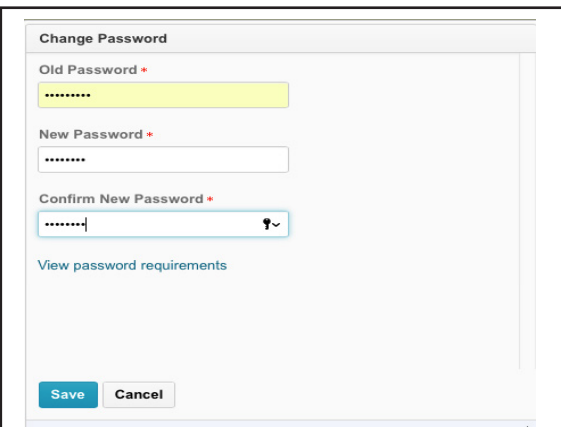 Change Password
Old Password *
•••••••••
New Password *
••••••••
Confirm New Password *
••••••••
View password requirements
Save Cancel